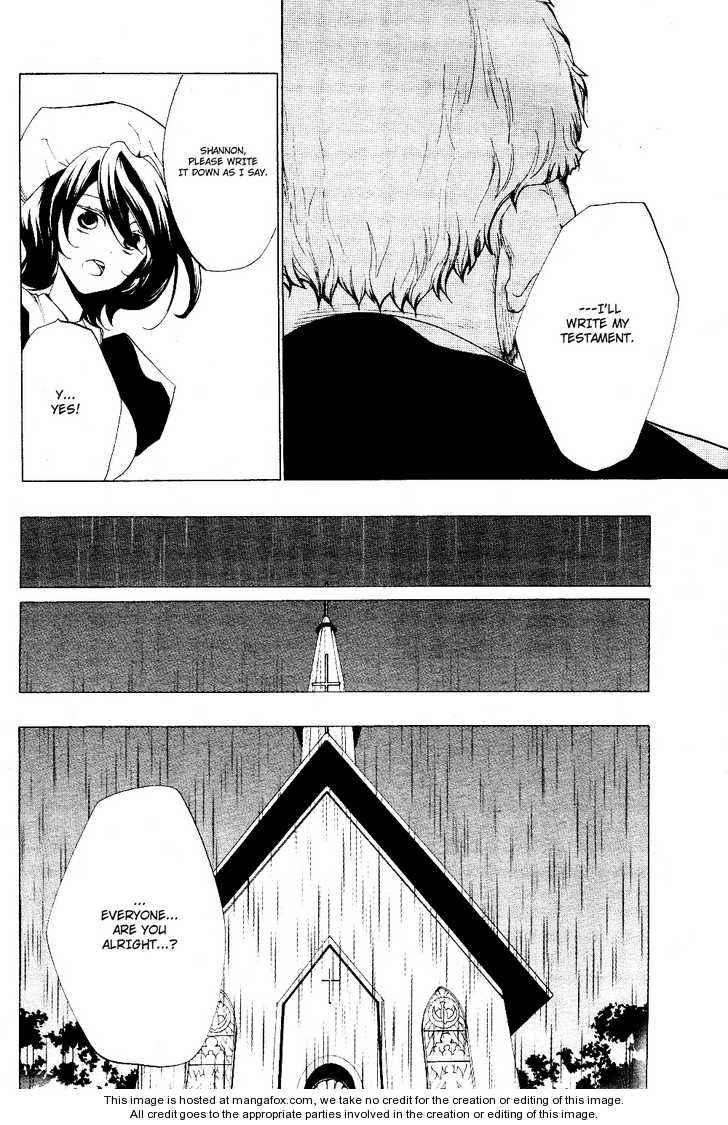 ---I'LL
WRITE MY
TESTAMENT.
SHANNON,
PLEASE WRITE
IT DOWN AS I SAY.
Y...
YES!
...
EVERYONE...
ARE YOU
ALRIGHT...?
This image is hosted at mangafox.com, we take no credit for the creation or editing of this image.
All credit goes to the appropriate parties involved in the creation or editing of this image.